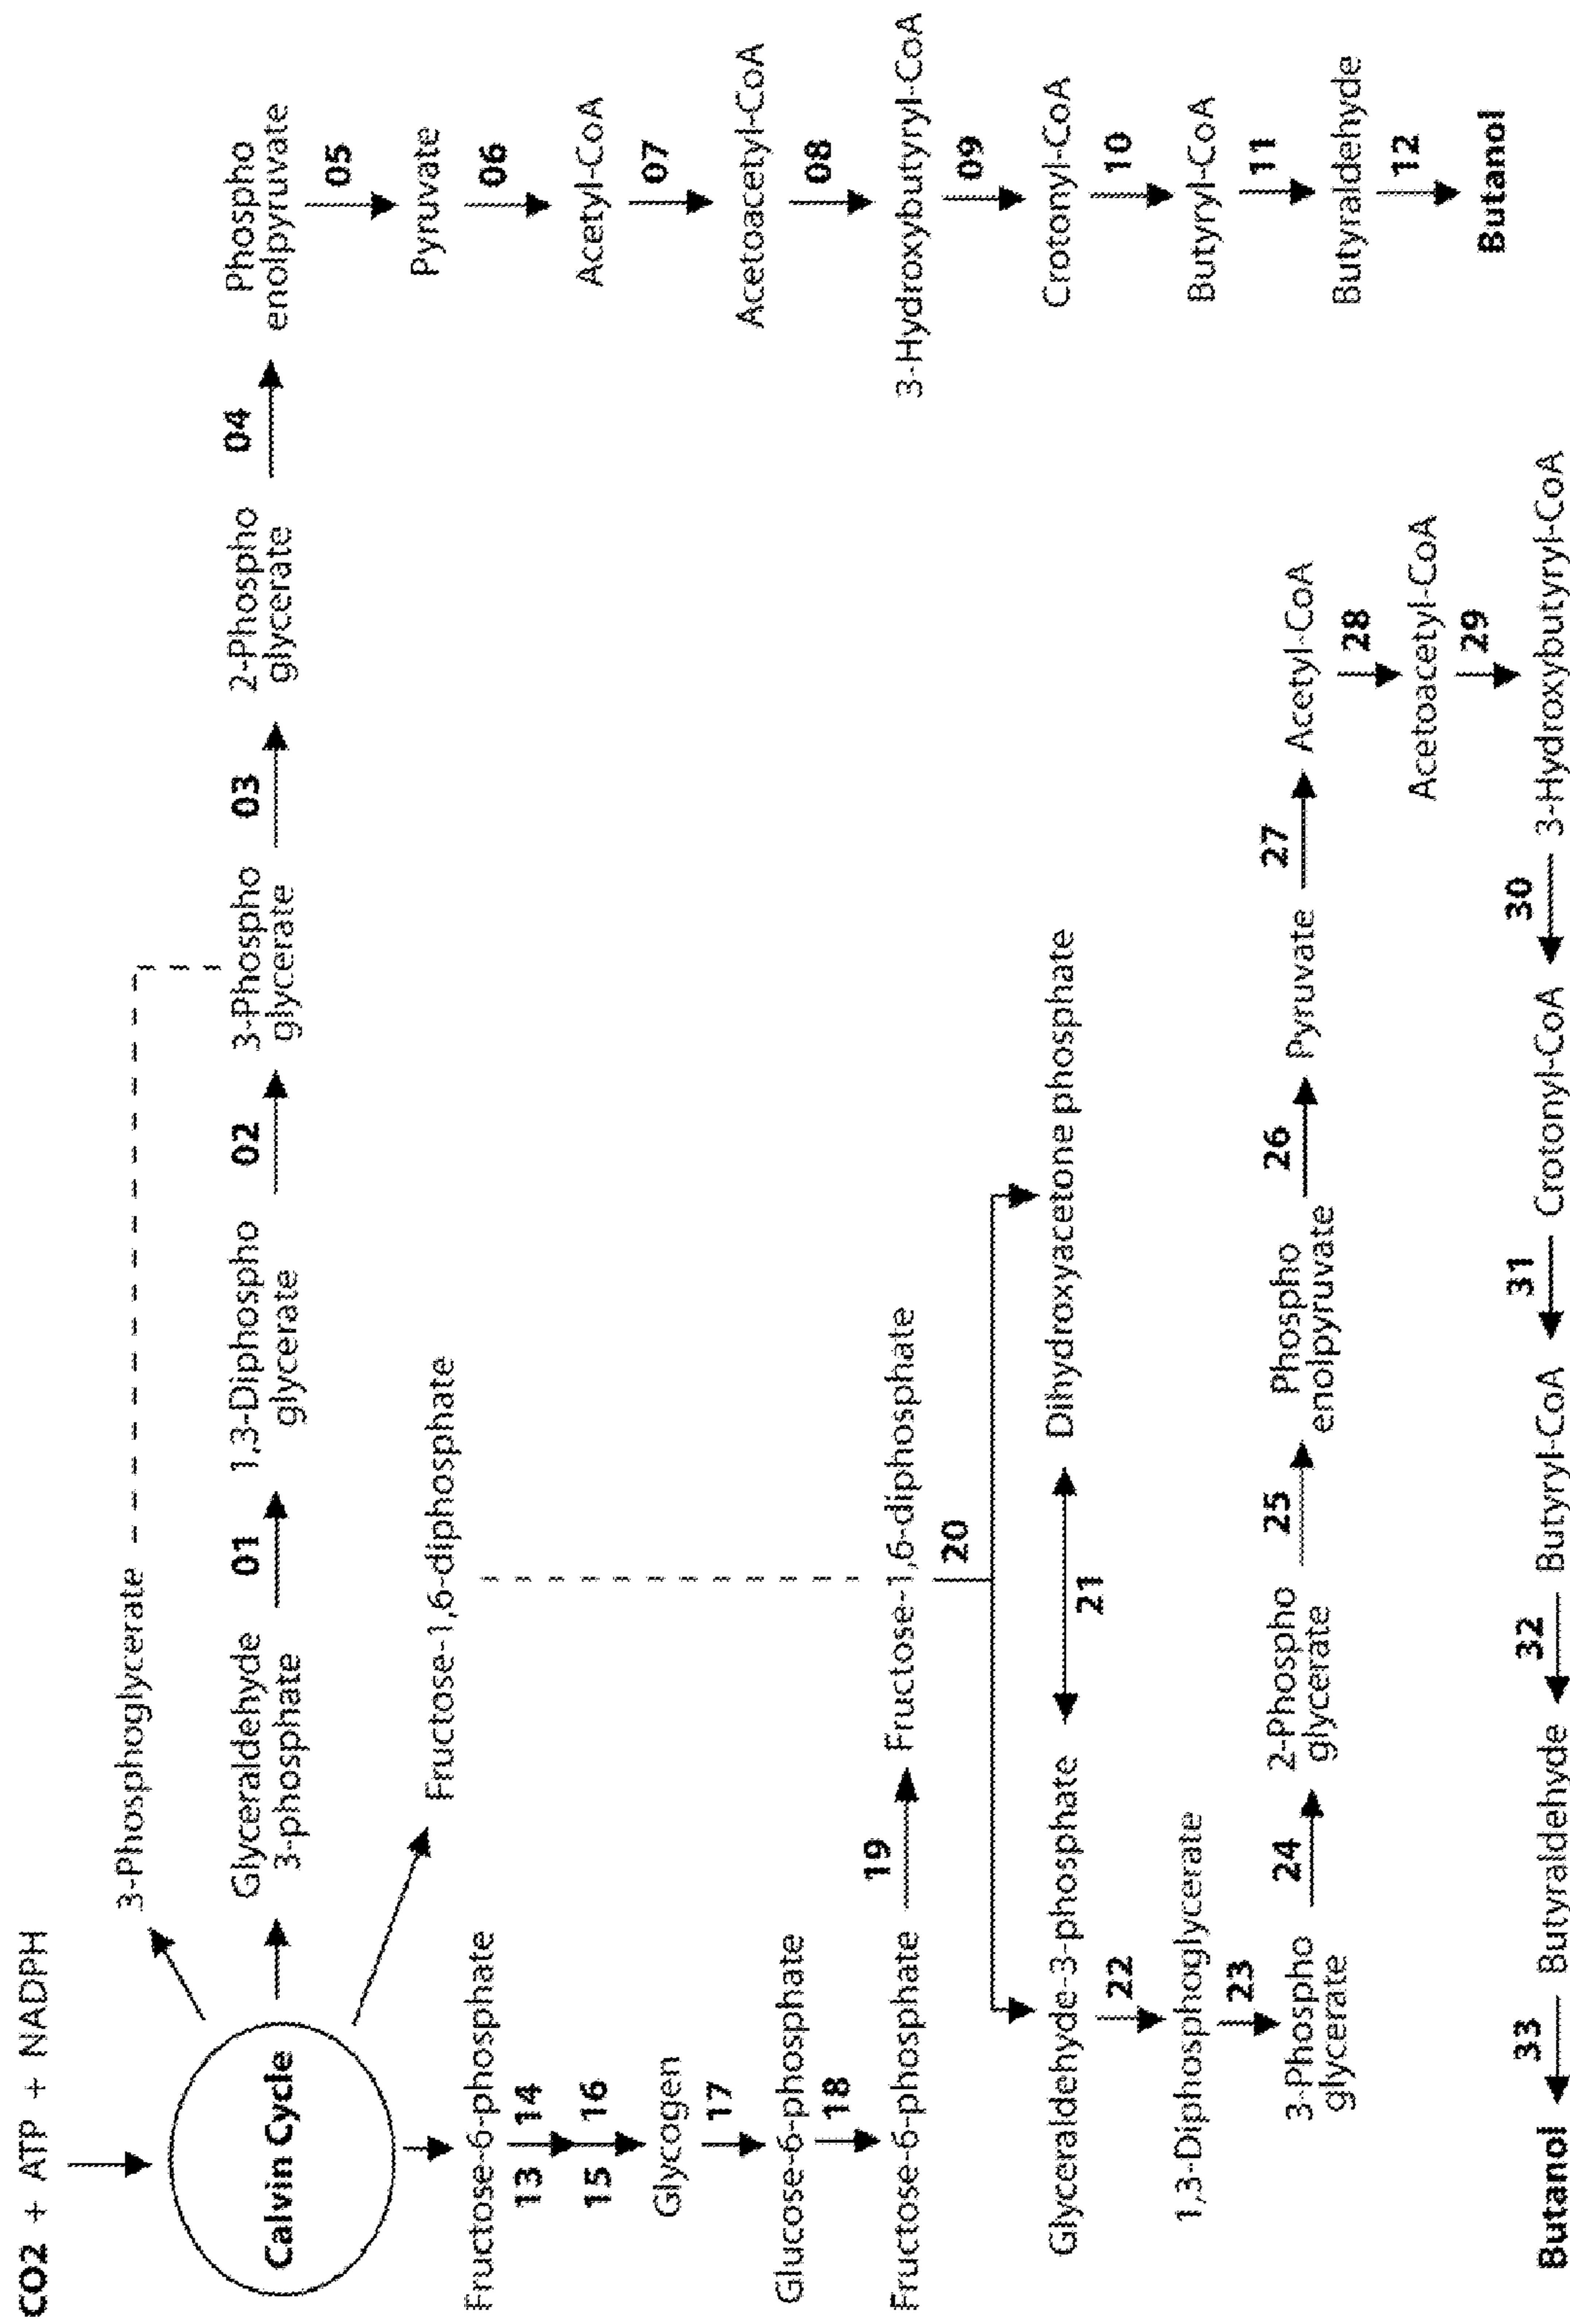 CO2 + ATP + NADPH
Calvin Cycle
3-Phosphoglycerate
Glyceraldehyde
3-phosphate
01
1,3-Diphospho
glycerate
02
3-Phospho
glycerate
03
2-Phospho
glycerate
04
Phospho
enolpyruvate
05
Pyruvate
06
Acetyl-CoA
07
Acetoacetyl-CoA
08
3-Hydroxybutyryl-CoA
09
Crotonyl-CoA
10
Butyryl-CoA
11
Butyraldehyde
12
Butanol
Fructose-1,6-diphosphate
Fructose-6-phosphate
13 14
15 16
Glycogen
17
Glucose-6-phosphate
18
Fructose-6-phosphate
19
Fructose-1,6-diphosphate
20
Glyceraldehyde-3-phosphate
21
Dihydroxyacetone phosphate
22
1,3-Diphosphoglycerate
23
3-Phospho
glycerate
24
2-Phospho
glycerate
25
Phospho
enolpyruvate
26
Pyruvate
27
Acetyl-CoA
28
Acetoacetyl-CoA
29
3-Hydroxybutyryl-CoA
30
Crotonyl-CoA
31
Butyryl-CoA
32
Butyraldehyde
33
Butanol